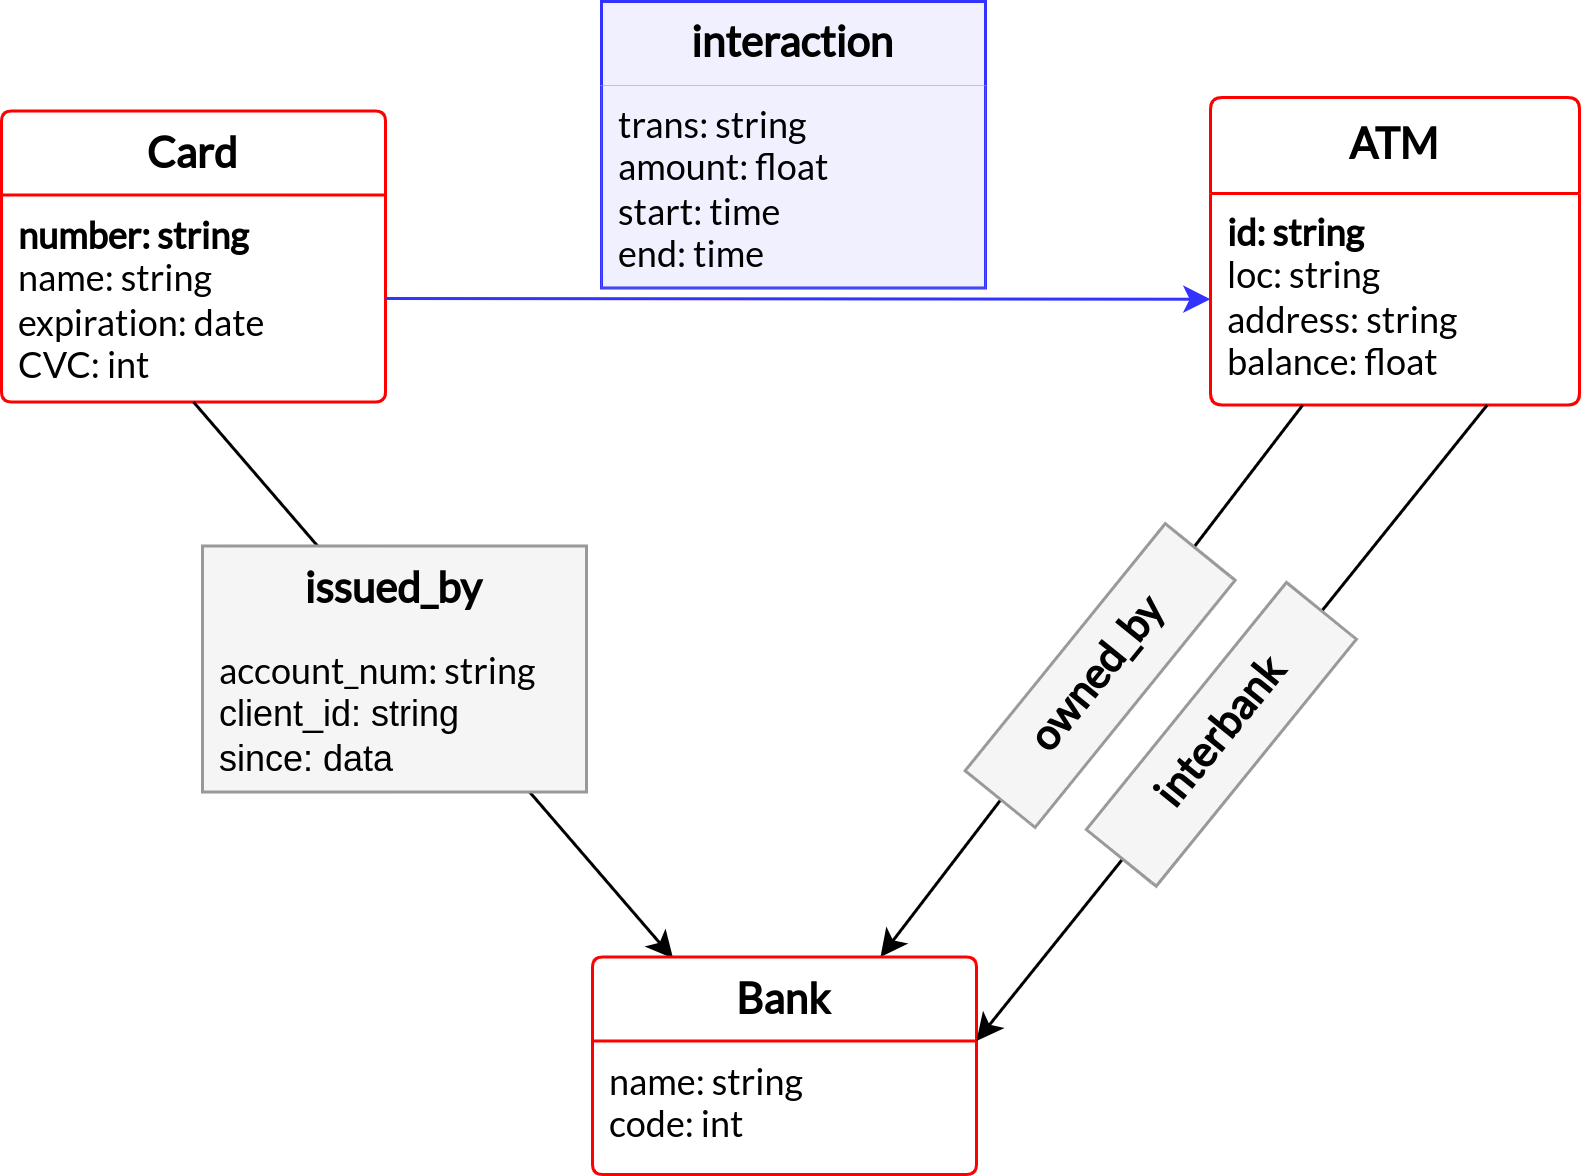 interaction
trans: string
amount: float
start: time
end: time
Card
number: string
name: string
expiration: date
CVC: int
ATM
id: string
loc: string
address: string
balance: float
issued_by
account_num: string
client_id: string
since: data
owned_by
interbank
Bank
name: string
code: int